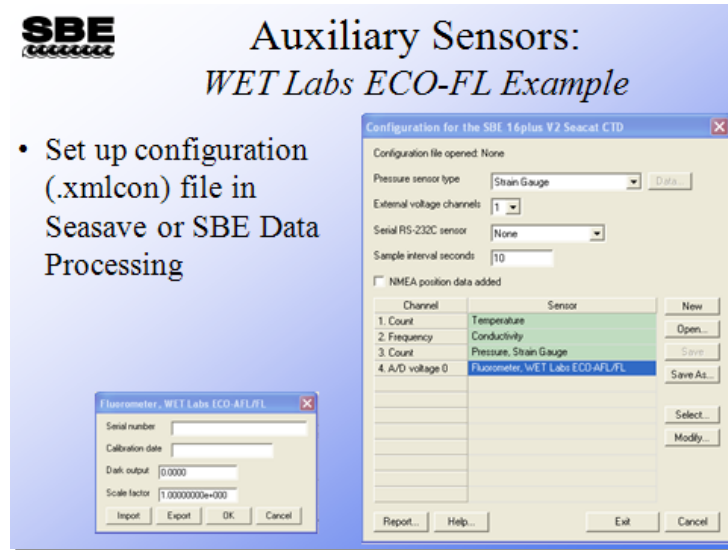 SBE
Auxiliary Sensors:
WET Labs ECO-FL Example
• Set up configuration
(.xmlcon) file in
Seasave or SBE Data
Processing
Configuration for the SBE 16plus V2 Seacat CTD
Configuration file opened: None
Pressure sensor type Strain Gauge Data...
External voltage channels 1
Serial RS-232C sensor None
Sample interval seconds 10
NMEA position data added
Channel Sensor New
1. Count Temperature Open...
2. Frequency Conductivity
3. Count Pressure, Strain Gauge Save
4. A/D voltage 0 Fluorometer, WET Labs ECO-AFL/FL Save As...
Select...
Modify...
Report... Help... Exit Cancel
Fluorometer, WET Labs ECO-AFL/FL
Serial number
Calibration date
Dark output 0.0000
Scale factor 1.00000000e+000
Import Export OK Cancel